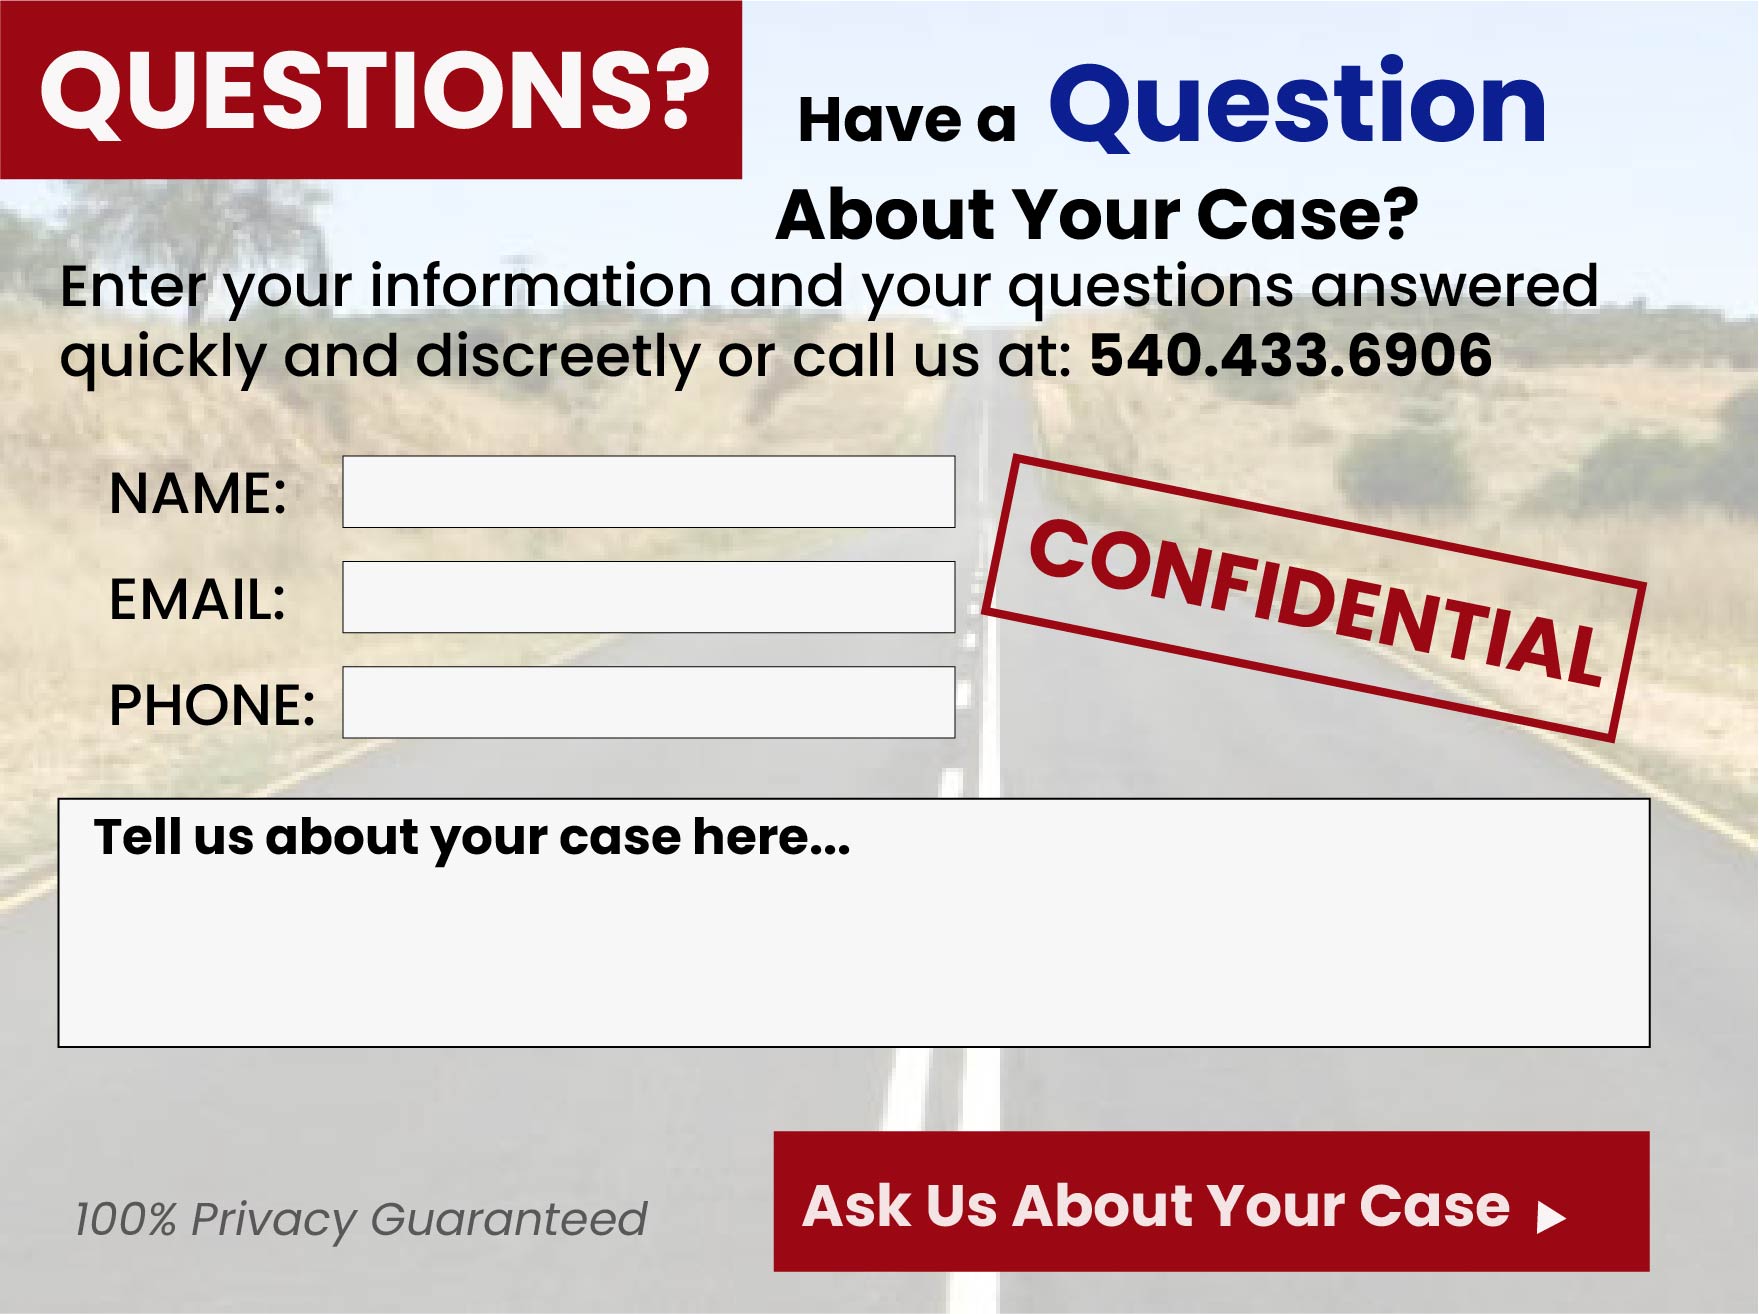 QUESTIONS?
Have a Question
About Your Case?
Enter your information and your questions answered
quickly and discreetly or call us at: 540.433.6906
NAME:
EMAIL:
PHONE:
CONFIDENTIAL
Tell us about your case here...
100% Privacy Guaranteed
Ask Us About Your Case